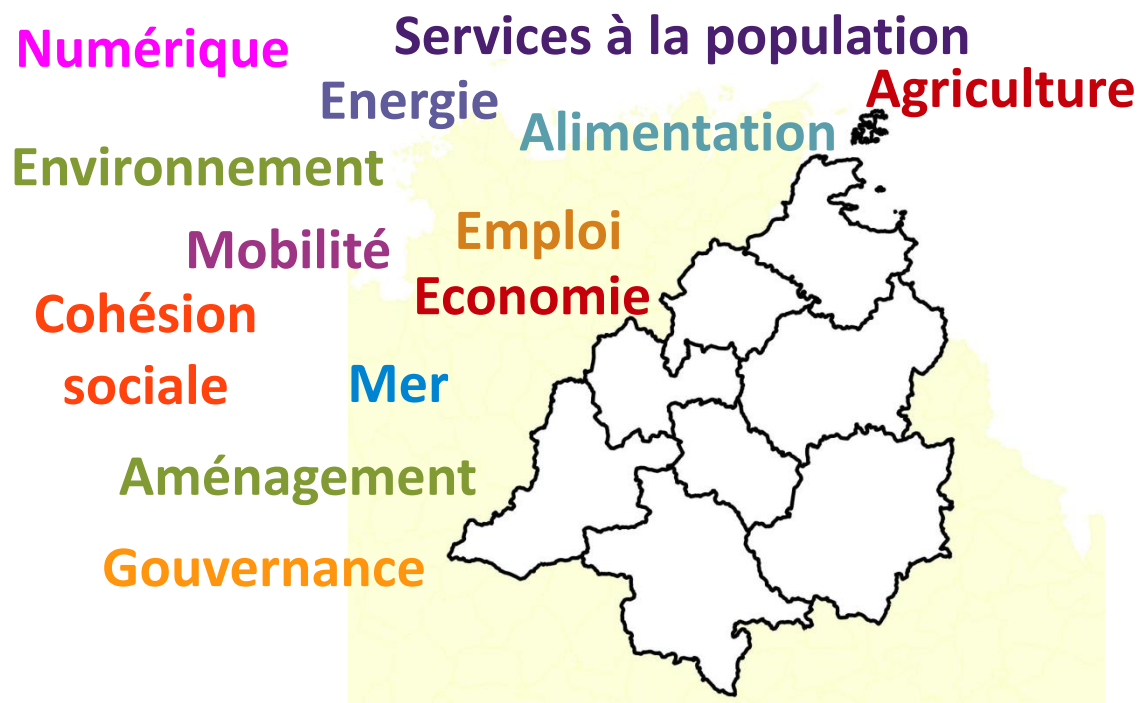 Numérique
Services à la population
Energie
Agriculture
Alimentation
Environnement
Mobilité
Emploi
Economie
Cohésion
sociale
Mer
Aménagement
Gouvernance